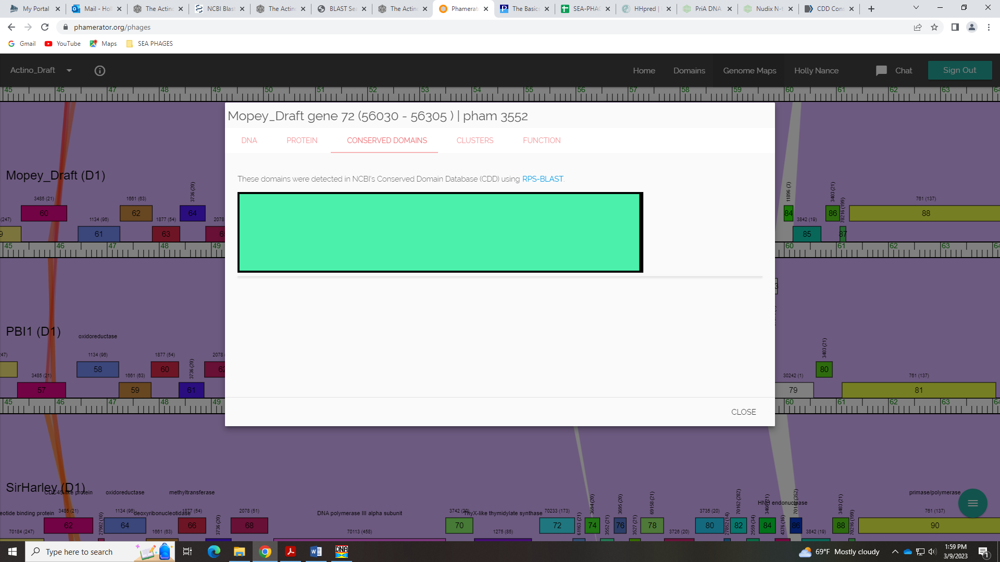 My Portal
Mail - Hol
The Actino
NCBI Blast
The Actino
BLAST Sea
The Actino
Phamerato
The Basics
SEA-PHAG
HHpred |
PriA DNA
Nudix N-t
CDD Cons
phamerator.org/phages
Gmail
YouTube
Maps
SEA PHAGES
Actino_Draft
Home
Domains
Genome Maps
Holly Nance
Chat
Sign Out
45 46 47 48 49 50 51 52 53 54 55 56 57 58 59 60 61 62 63 64
Mopey_Draft gene 72 (56030 - 56305 ) | pham 3552
DNA
PROTEIN
CONSERVED DOMAINS
CLUSTERS
FUNCTION
These domains were detected in NCBI's Conserved Domain Database (CDD) using RPS-BLAST.
CLOSE
Mopey_Draft (D1)
3485 (21)
1661 (63)
3736 (20)
11896 (3)
3403 (21)
761 (137)
60
62
64
84
86
88
(247)
1134 (96)
1877 (54)
2078
3842 (19)
70216 (199)
61
63
85
87
45 46 47 48 49 60 61 62 63 64
PBI1 (D1)
oxidoreductase
1134 (96)
1877 (54)
3736 (20)
2078
3403 (21)
58
60
80
3485 (21)
1661 (63)
30242 (1)
761 (137)
57
59
61
79
81
45 46 47 48 49 60 61 62 63 64
SirHarley (D1)
CDC45-like protein
oxidoreductase
methyltransferase
primase/polymerase
HNH endonuclease
eotide binding protein
deoxyribonucleotidase
DNA polymerase III alpha subunit
ThyX-like thymidylate synthase
3485 (21)
27902 (10)
1134 (96)
1877 (54)
3736 (20)
2078 (51)
3742 (20)
70233 (173)
61163 (21)
3694 (20)
3552 (21)
3695 (20)
3527 (21)
69158 (21)
3735 (20)
27852 (14)
70162 (282)
2559 (34)
4376 (16)
3403 (21)
70216 (199)
761 (137)
62
64
66
68
70
72
74
76
78
80
82
84
86
88
90
70184 (247)
1661 (63)
70113 (458)
1275 (85)
3726 (20)
3842 (19)
Type here to search
DNA
69°F Mostly cloudy
1:59 PM
3/9/2023
1